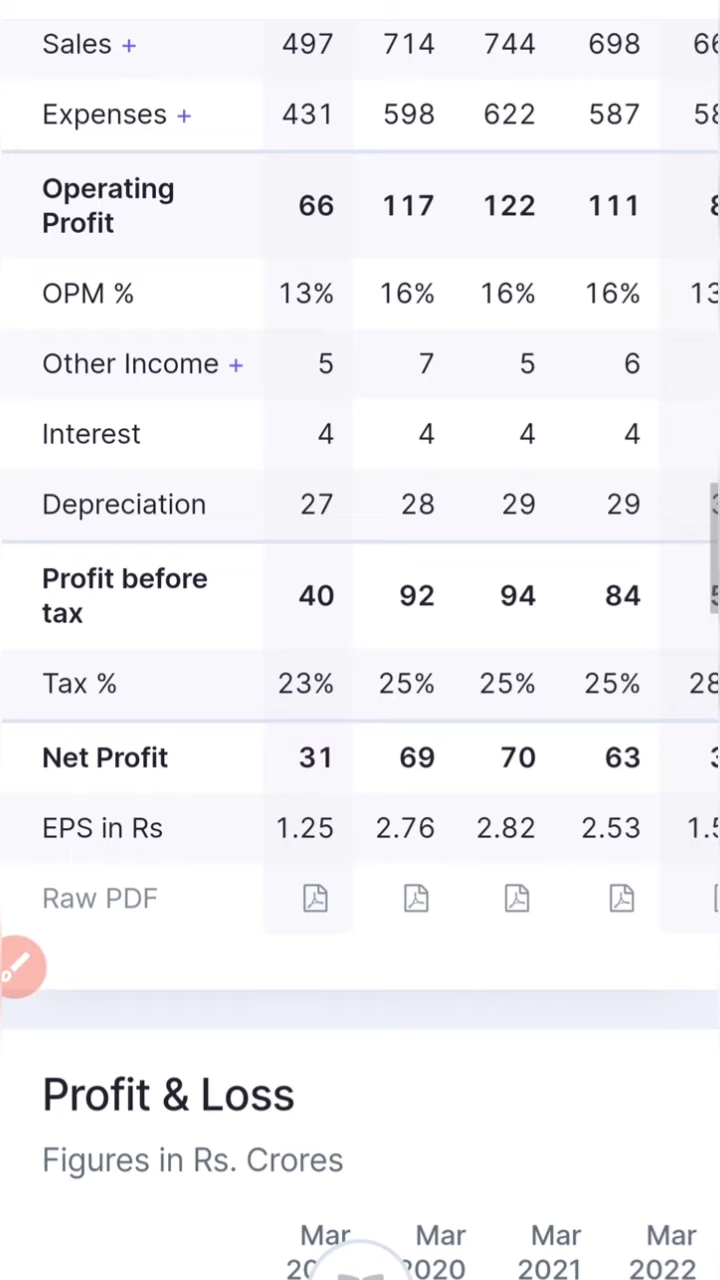 Sales + 497 714 744 698
Expenses + 431 598 622 587
Operating Profit 66 117 122 111
OPM % 13% 16% 16% 16%
Other Income + 5 7 5 6
Interest 4 4 4 4
Depreciation 27 28 29 29
Profit before tax 40 92 94 84
Tax % 23% 25% 25% 25%
Net Profit 31 69 70 63
EPS in Rs 1.25 2.76 2.82 2.53
Raw PDF
Profit & Loss
Figures in Rs. Crores
Mar Mar Mar Mar
2020 2021 2022